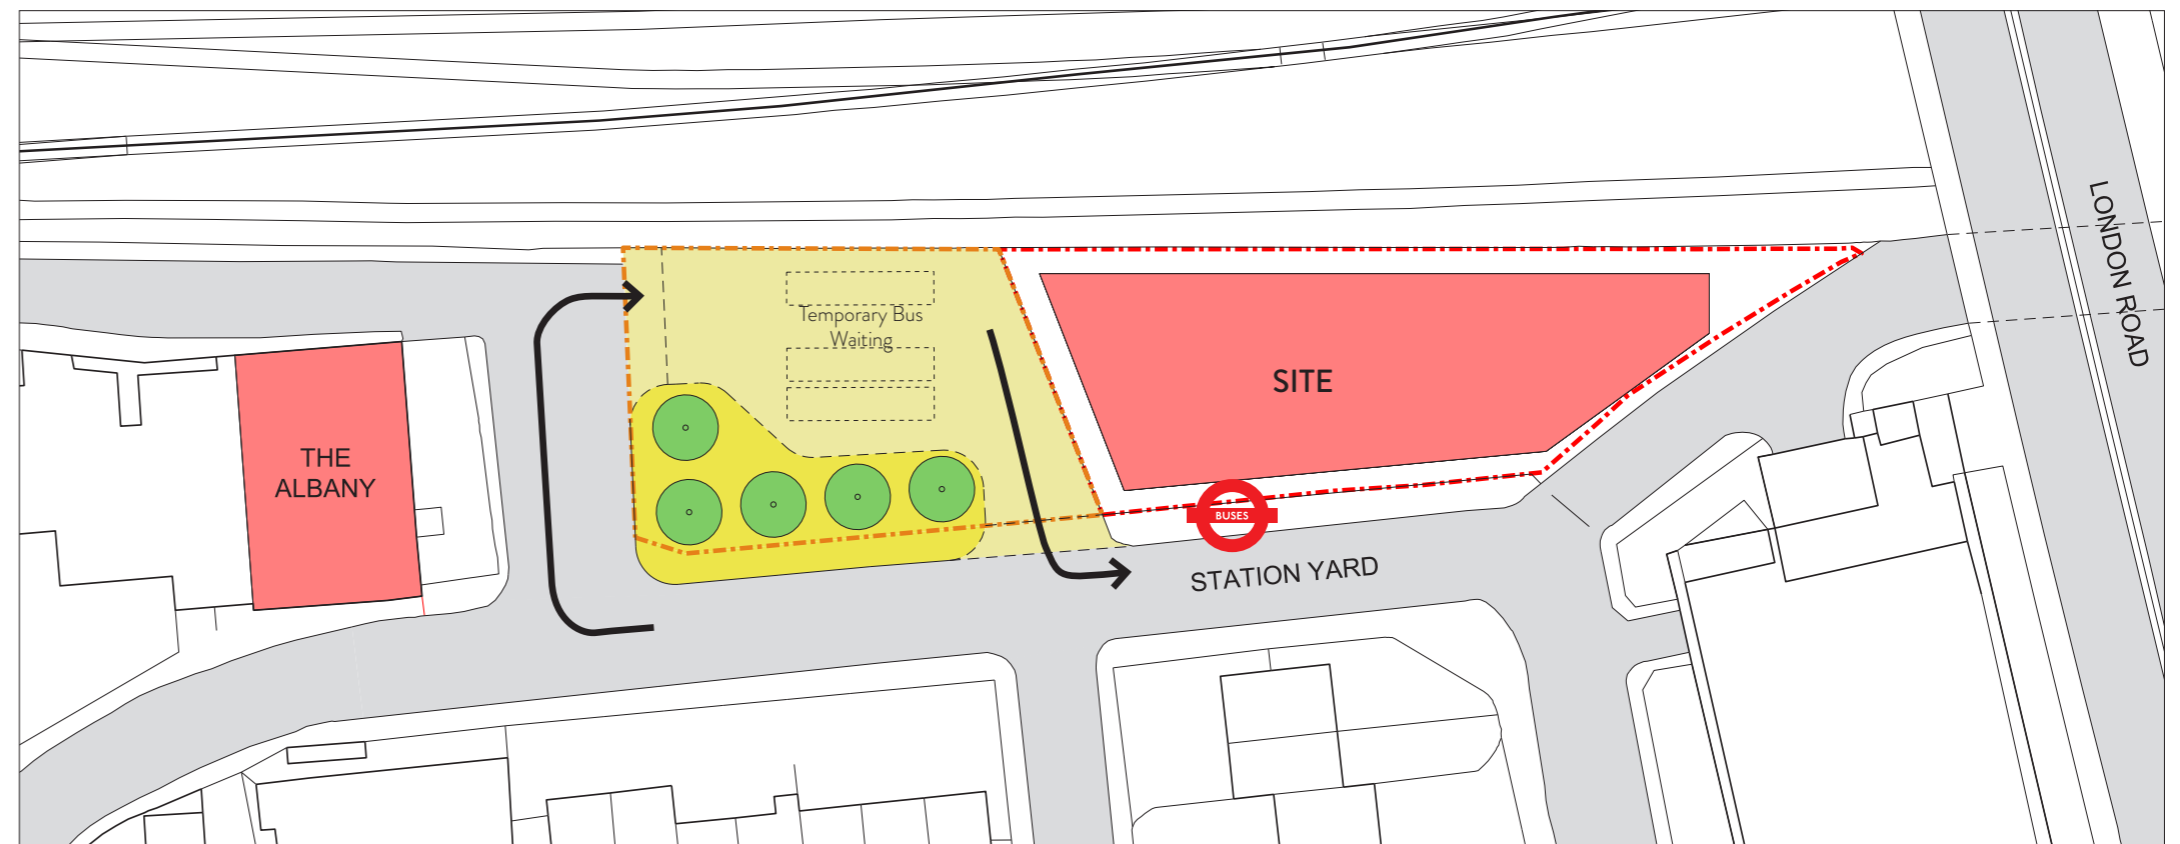 LONDON ROAD
Temporary Bus
Waiting
SITE
THE
ALBANY
BUSES
STATION YARD